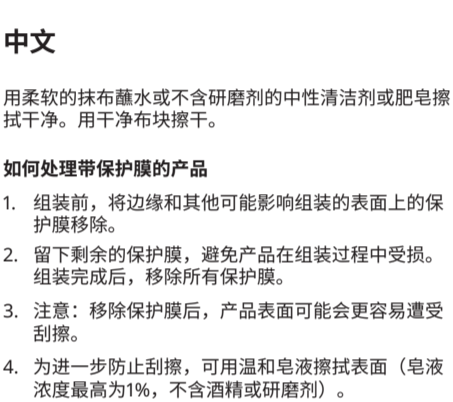 中文
用柔软的抹布蘸水或不含研磨剂的中性清洁剂或肥皂擦
拭干净。用干净布块擦干。
如何处理带保护膜的产品
1. 组装前，将边缘和其他可能影响组装的表面上的保
护膜移除。
2. 留下剩余的保护膜，避免产品在组装过程中受损。
组装完成后，移除所有保护膜。
3. 注意：移除保护膜后，产品表面可能会更容易遭受
刮擦。
4. 为进一步防止刮擦，可用温和皂液擦拭表面（皂液
浓度最高为1%，不含酒精或研磨剂）。